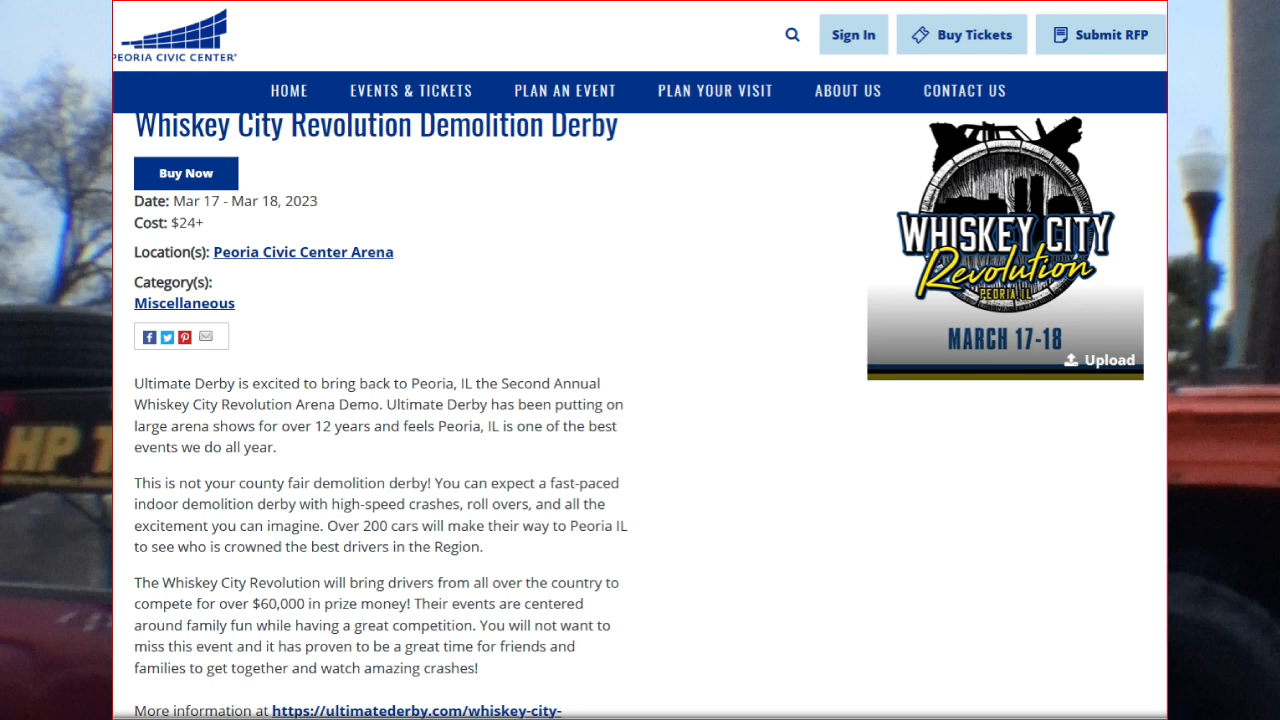 PEORIA CIVIC CENTER
Sign In
Buy Tickets
Submit RFP
HOME
EVENTS & TICKETS
PLAN AN EVENT
PLAN YOUR VISIT
ABOUT US
CONTACT US
Whiskey City Revolution Demolition Derby
Buy Now
Date: Mar 17 - Mar 18, 2023
Cost: $24+
Location(s): Peoria Civic Center Arena
Category(s):
Miscellaneous
WHISKEY CITY
Revolution
PEORIA, IL
MARCH 17-18
Upload
Ultimate Derby is excited to bring back to Peoria, IL the Second Annual
Whiskey City Revolution Arena Demo. Ultimate Derby has been putting on
large arena shows for over 12 years and feels Peoria, IL is one of the best
events we do all year.
This is not your county fair demolition derby! You can expect a fast-paced
indoor demolition derby with high-speed crashes, roll overs, and all the
excitement you can imagine. Over 200 cars will make their way to Peoria IL
to see who is crowned the best drivers in the Region.
The Whiskey City Revolution will bring drivers from all over the country to
compete for over $60,000 in prize money! Their events are centered
around family fun while having a great competition. You will not want to
miss this event and it has proven to be a great time for friends and
families to get together and watch amazing crashes!
More information at https://ultimatederby.com/whiskey-city-
HP T